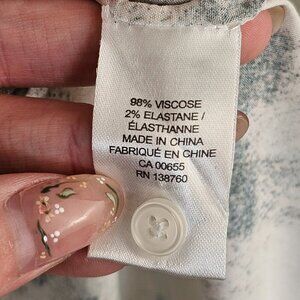 98% VISCOSE
2% ELASTANE /
ÉLASTHANNE
MADE IN CHINA
FABRIQUÉ EN CHINE
CA 00655
RN 138760